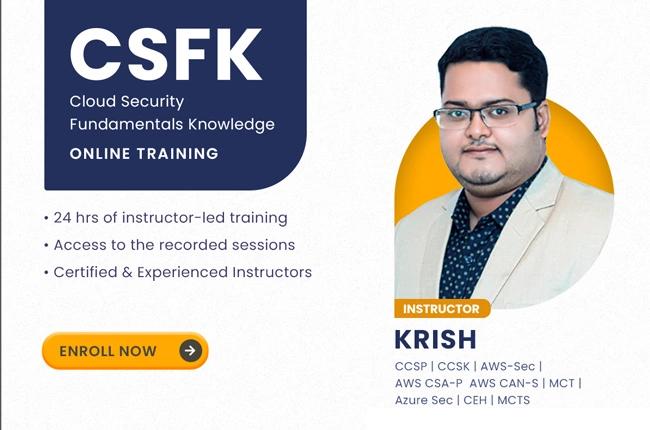 CSFK
Cloud Security
Fundamentals Knowledge
ONLINE TRAINING
• 24 hrs of instructor-led training
• Access to the recorded sessions
• Certified & Experienced Instructors
ENROLL NOW
INSTRUCTOR
KRISH
CCSP | CCSK | AWS-Sec |
AWS CSA-P AWS CAN-S | MCT |
Azure Sec | CEH | MCTS